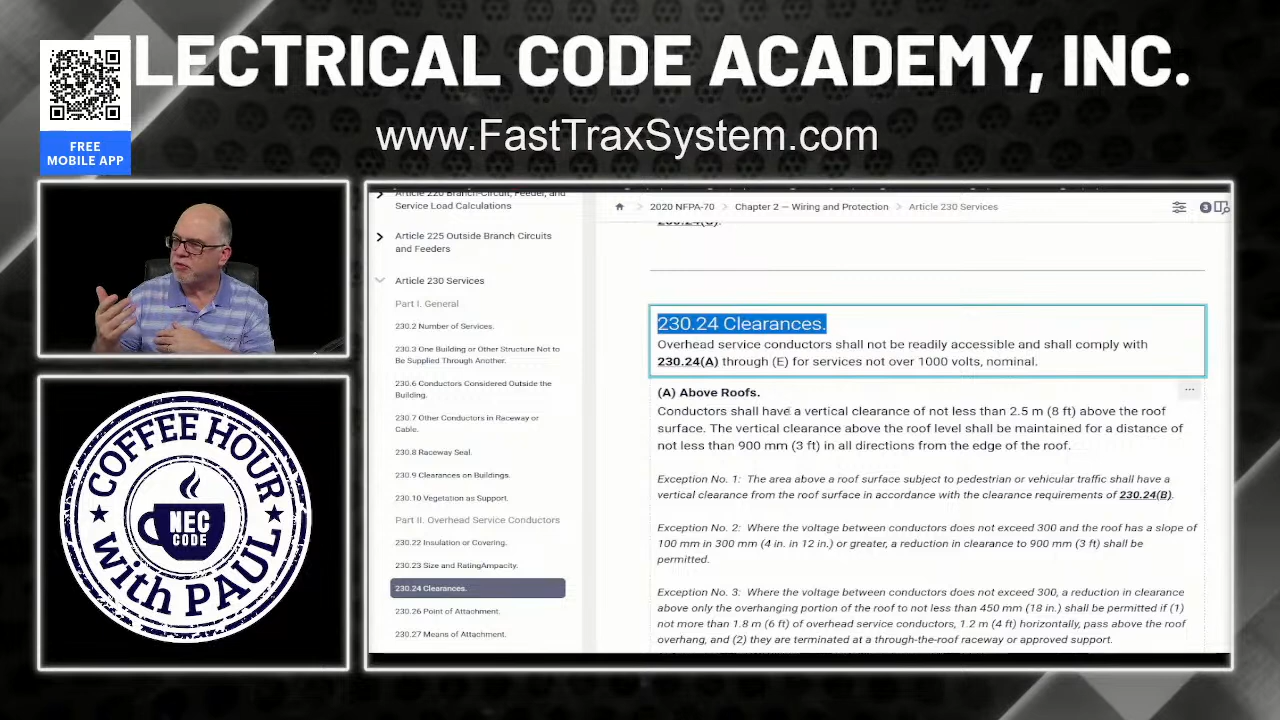 ELECTRICAL CODE ACADEMY, INC.
www.FastTraxSystem.com
FREE
MOBILE APP
COFFEE HOUR
NEC
CODE
with PAUL
Article 220 Branch-Circuit, Feeder, and
Service Load Calculations
Article 225 Outside Branch Circuits
and Feeders
Article 230 Services
Part I. General
230.2 Number of Services.
230.3 One Building or Other Structure Not to
Be Supplied Through Another.
230.6 Conductors Considered Outside the
Building.
230.7 Other Conductors in Raceway or
Cable.
230.8 Raceway Seal.
230.9 Clearances on Buildings.
230.10 Vegetation as Support.
Part II. Overhead Service Conductors
230.22 Insulation or Covering.
230.23 Size and RatingAmpacity.
230.24 Clearances.
230.26 Point of Attachment.
230.27 Means of Attachment.
2020 NFPA-70 Chapter 2 — Wiring and Protection Article 230 Services
3
230.24(B).
230.24 Clearances.
Overhead service conductors shall not be readily accessible and shall comply with
230.24(A) through (E) for services not over 1000 volts, nominal.
(A) Above Roofs.
Conductors shall have a vertical clearance of not less than 2.5 m (8 ft) above the roof
surface. The vertical clearance above the roof level shall be maintained for a distance of
not less than 900 mm (3 ft) in all directions from the edge of the roof.
Exception No. 1: The area above a roof surface subject to pedestrian or vehicular traffic shall have a
vertical clearance from the roof surface in accordance with the clearance requirements of 230.24(B).
Exception No. 2: Where the voltage between conductors does not exceed 300 and the roof has a slope of
100 mm in 300 mm (4 in. in 12 in.) or greater, a reduction in clearance to 900 mm (3 ft) shall be
permitted.
Exception No. 3: Where the voltage between conductors does not exceed 300, a reduction in clearance
above only the overhanging portion of the roof to not less than 450 mm (18 in.) shall be permitted if (1)
not more than 1.8 m (6 ft) of overhead service conductors, 1.2 m (4 ft) horizontally, pass above the roof
overhang, and (2) they are terminated at a through-the-roof raceway or approved support.